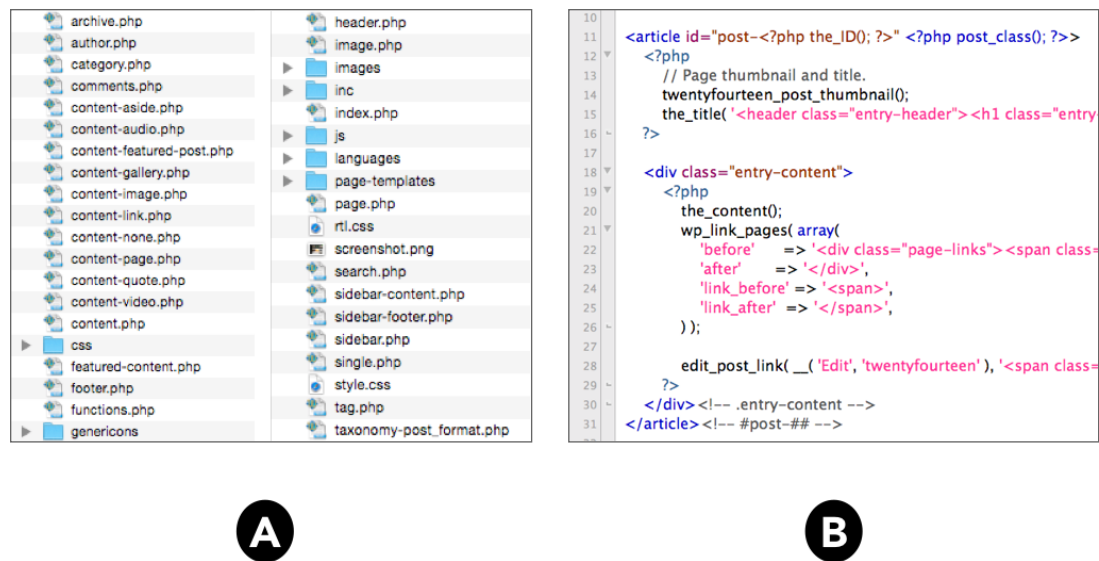 archive.php
author.php
category.php
comments.php
content-aside.php
content-audio.php
content-featured-post.php
content-gallery.php
content-image.php
content-link.php
content-none.php
content-page.php
content-quote.php
content-video.php
content.php
css
featured-content.php
footer.php
functions.php
genericons
header.php
image.php
images
inc
index.php
js
languages
page-templates
page.php
rtl.css
screenshot.png
search.php
sidebar-content.php
sidebar-footer.php
sidebar.php
single.php
style.css
tag.php
taxonomy-post_format.php
10
11 <article id="post-<?php the_ID(); ?>" <?php post_class(); ?>>
12 <?php
13 // Page thumbnail and title.
14 twentyfourteen_post_thumbnail();
15 the_title( '<header class="entry-header"><h1 class="entry-
16 ?>
17
18 <div class="entry-content">
19 <?php
20 the_content();
21 wp_link_pages( array(
22 'before' => '<div class="page-links"><span class=
23 'after' => '</div>',
24 'link_before' => '<span>',
25 'link_after' => '</span>',
26 ) );
27
28 edit_post_link( __( 'Edit', 'twentyfourteen' ), '<span class=
29 ?>
30 </div><!-- .entry-content -->
31 </article><!-- #post-## -->
A
B